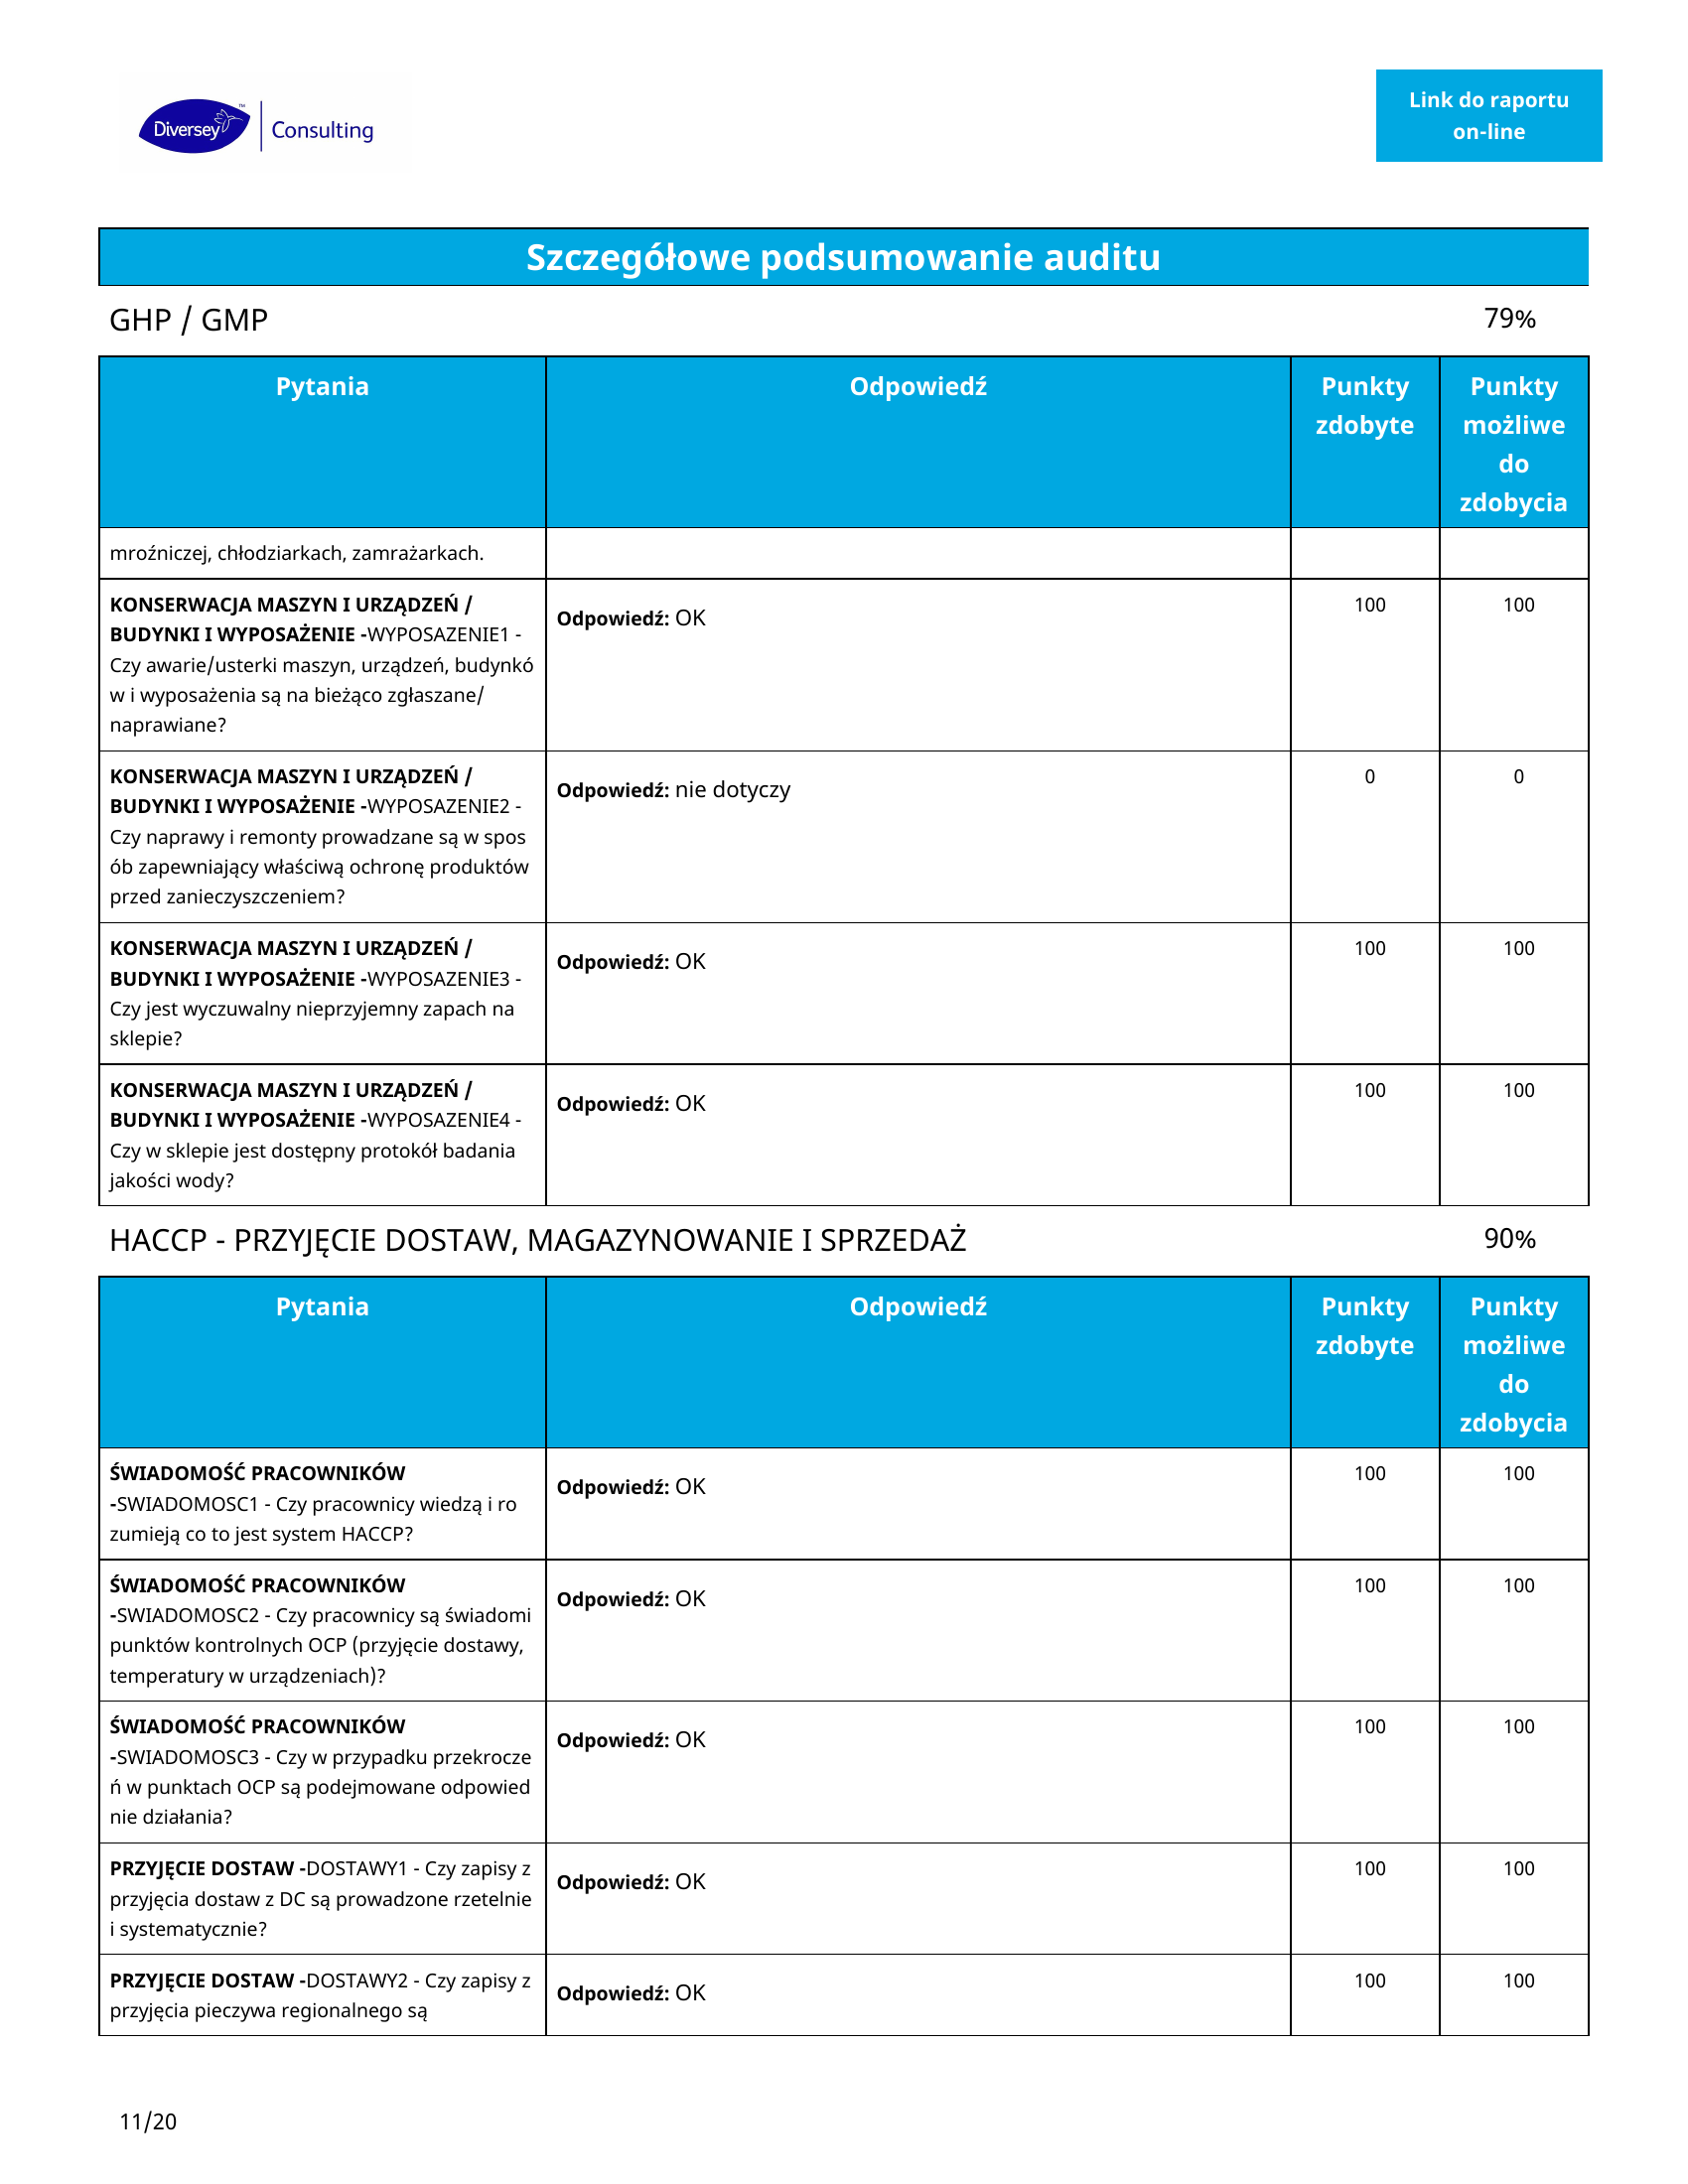 Diversey™ Consulting
Link do raportu
on-line
Szczegółowe podsumowanie auditu
GHP / GMP 79%
Pytania Odpowiedź Punkty Punkty
zdobyte możliwe
do
zdobycia
mroźniczej, chłodziarkach, zamrażarkach.
KONSERWACJA MASZYN I URZĄDZEŃ /
BUDYNKI I WYPOSAŻENIE -WYPOSAZENIE1 -
Czy awarie/usterki maszyn, urządzeń, budynkó
w i wyposażenia są na bieżąco zgłaszane/
naprawiane?
Odpowiedź: OK
100
100
KONSERWACJA MASZYN I URZĄDZEŃ /
BUDYNKI I WYPOSAŻENIE -WYPOSAZENIE2 -
Czy naprawy i remonty prowadzane są w spos
ób zapewniający właściwą ochronę produktów
przed zanieczyszczeniem?
Odpowiedź: nie dotyczy
0
0
KONSERWACJA MASZYN I URZĄDZEŃ /
BUDYNKI I WYPOSAŻENIE -WYPOSAZENIE3 -
Czy jest wyczuwalny nieprzyjemny zapach na
sklepie?
Odpowiedź: OK
100
100
KONSERWACJA MASZYN I URZĄDZEŃ /
BUDYNKI I WYPOSAŻENIE -WYPOSAZENIE4 -
Czy w sklepie jest dostępny protokół badania
jakości wody?
Odpowiedź: OK
100
100
HACCP - PRZYJĘCIE DOSTAW, MAGAZYNOWANIE I SPRZEDAŻ 90%
Pytania Odpowiedź Punkty Punkty
zdobyte możliwe
do
zdobycia
ŚWIADOMOŚĆ PRACOWNIKÓW
-SWIADOMOSC1 - Czy pracownicy wiedzą i ro
zumieją co to jest system HACCP?
Odpowiedź: OK
100
100
ŚWIADOMOŚĆ PRACOWNIKÓW
-SWIADOMOSC2 - Czy pracownicy są świadomi
punktów kontrolnych OCP (przyjęcie dostawy,
temperatury w urządzeniach)?
Odpowiedź: OK
100
100
ŚWIADOMOŚĆ PRACOWNIKÓW
-SWIADOMOSC3 - Czy w przypadku przekrocze
ń w punktach OCP są podejmowane odpowied
nie działania?
Odpowiedź: OK
100
100
PRZYJĘCIE DOSTAW -DOSTAWY1 - Czy zapisy z
przyjęcia dostaw z DC są prowadzone rzetelnie
i systematycznie?
Odpowiedź: OK
100
100
PRZYJĘCIE DOSTAW -DOSTAWY2 - Czy zapisy z
przyjęcia pieczywa regionalnego są
Odpowiedź: OK
100
100
11/20